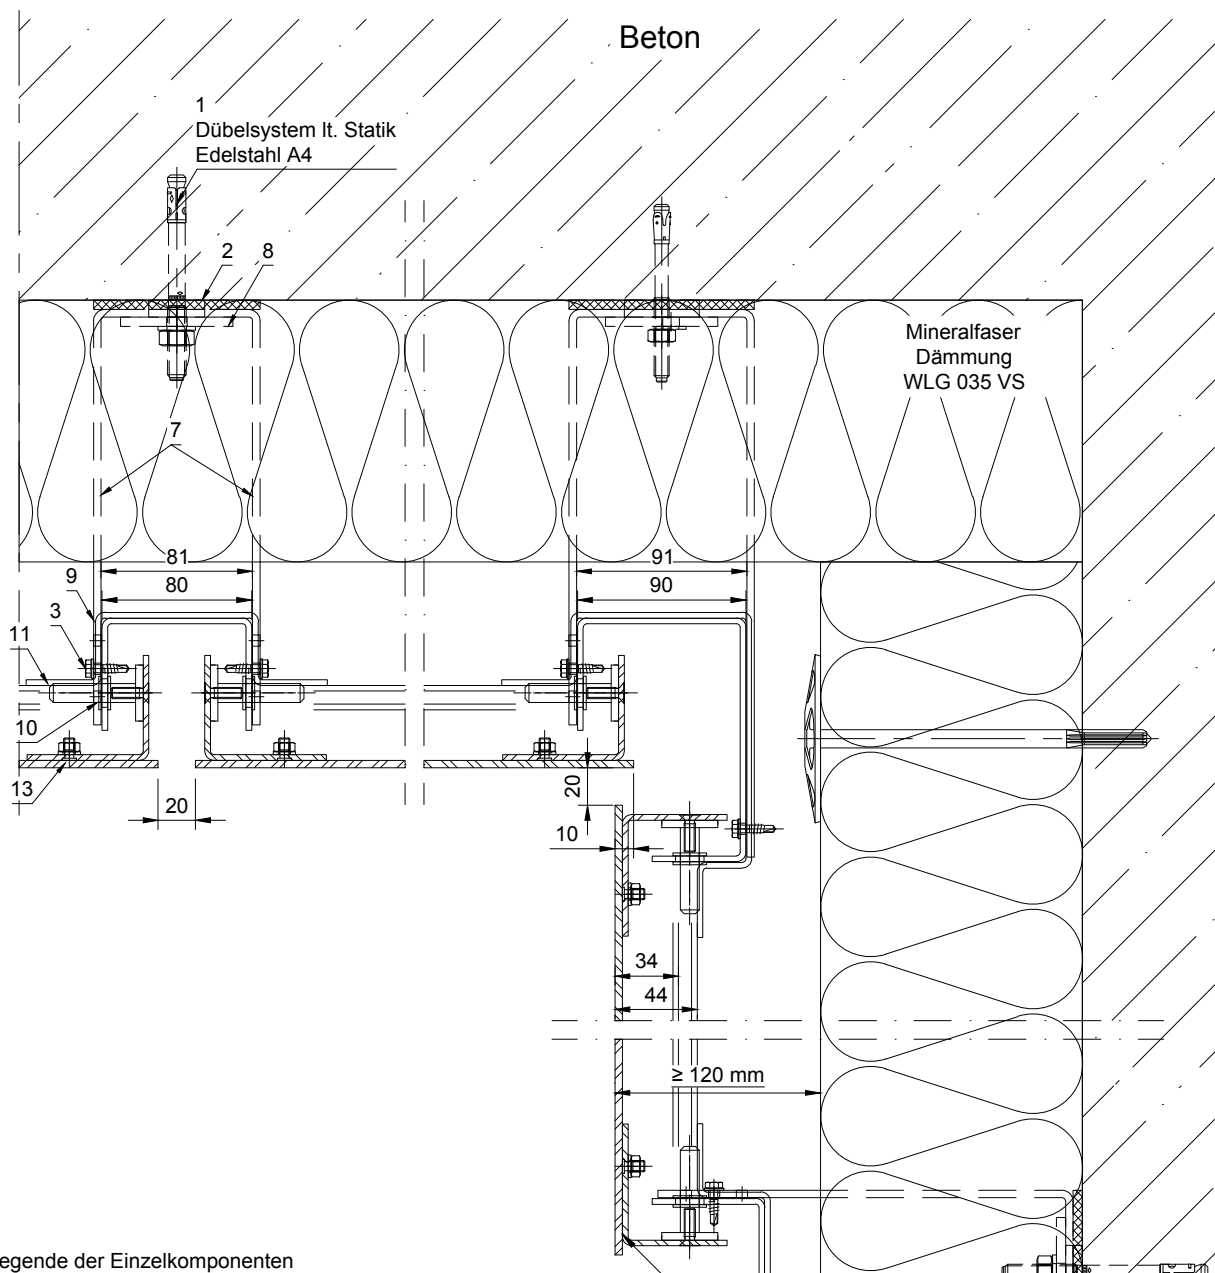 Beton
1
Dübelsystem lt. Statik
Edelstahl A4
2
8
Mineralfaser
Dämmung
WLG 035 VS
7
81
91
80
90
9
3
11
10
13
20
20
10
34
44
≥ 120 mm
egende der Einzelkomponenten